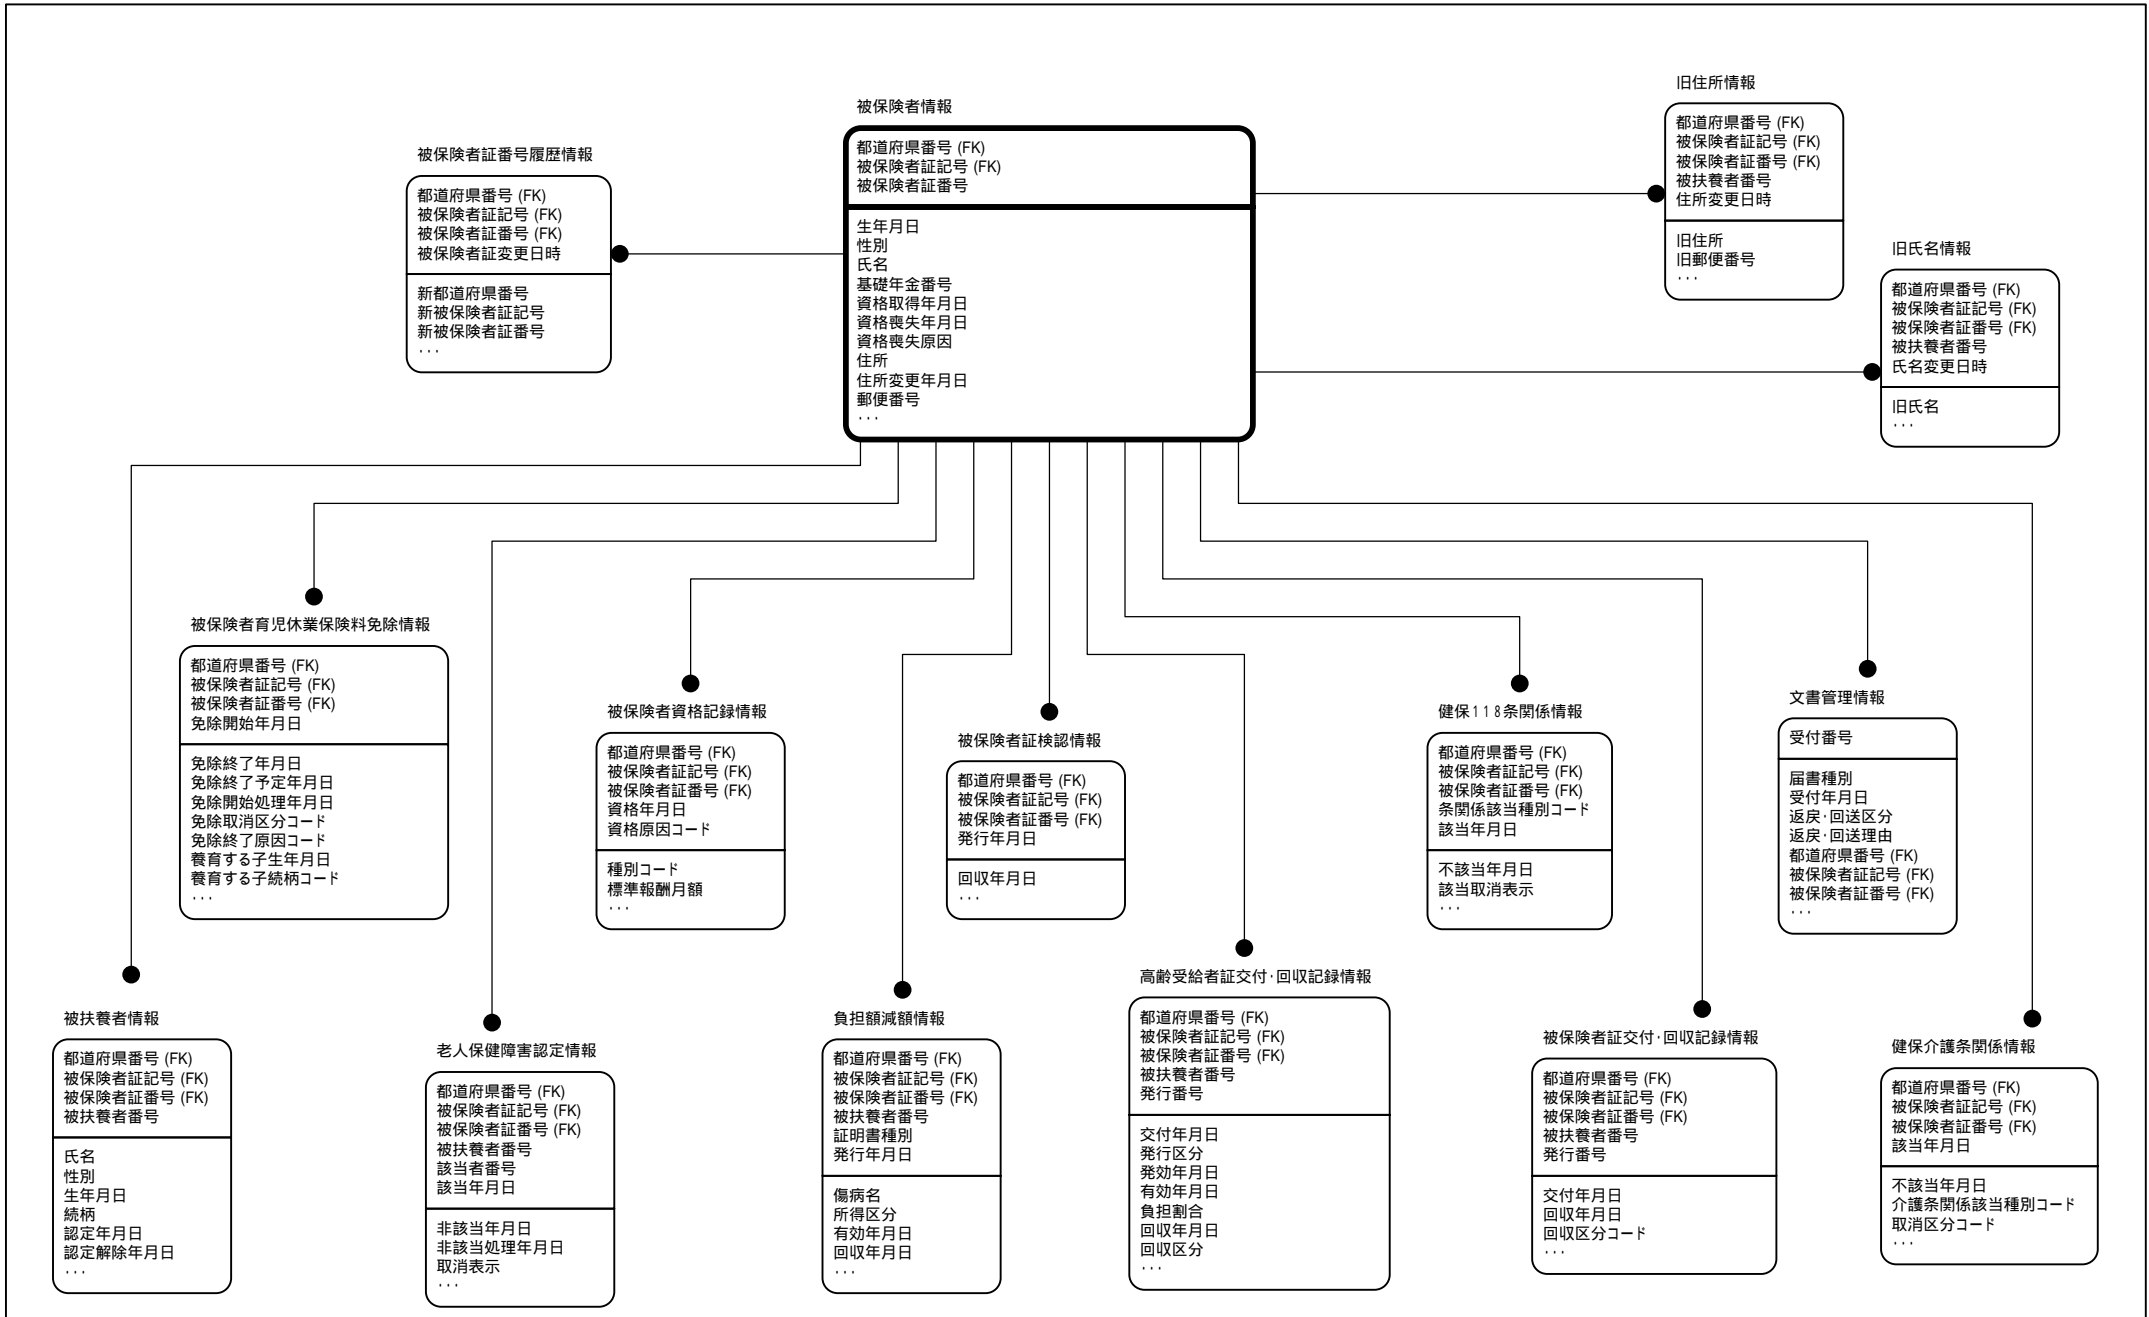 被保険者情報
都道府県番号 (FK)
被保険者証記号 (FK)
被保険者証番号
生年月日
性別
氏名
基礎年金番号
資格取得年月日
資格喪失年月日
資格喪失原因
住所
住所変更年月日
郵便番号
･･･
被保険者証番号履歴情報
都道府県番号 (FK)
被保険者証記号 (FK)
被保険者証番号 (FK)
被保険者証変更日時
新都道府県番号
新被保険者証記号
新被保険者証番号
･･･
旧住所情報
都道府県番号 (FK)
被保険者証記号 (FK)
被保険者証番号 (FK)
被扶養者番号
住所変更日時
旧住所
旧郵便番号
･･･
旧氏名情報
都道府県番号 (FK)
被保険者証記号 (FK)
被保険者証番号 (FK)
被扶養者番号
氏名変更日時
旧氏名
･･･
被保険者育児休業保険料免除情報
都道府県番号 (FK)
被保険者証記号 (FK)
被保険者証番号 (FK)
免除開始年月日
免除終了年月日
免除終了予定年月日
免除開始処理年月日
免除取消区分コード
免除終了原因コード
養育する子生年月日
養育する子続柄コード
･･･
被保険者資格記録情報
都道府県番号 (FK)
被保険者証記号 (FK)
被保険者証番号 (FK)
資格年月日
資格原因コード
種別コード
標準報酬月額
･･･
被保険者証検認情報
都道府県番号 (FK)
被保険者証記号 (FK)
被保険者証番号 (FK)
発行年月日
回収年月日
･･･
健保118条関係情報
都道府県番号 (FK)
被保険者証記号 (FK)
被保険者証番号 (FK)
条関係該当種別コード
該当年月日
不該当年月日
該当取消表示
･･･
文書管理情報
受付番号
届書種別
受付年月日
返戻･回送区分
返戻･回送理由
都道府県番号 (FK)
被保険者証記号 (FK)
被保険者証番号 (FK)
･･･
被扶養者情報
都道府県番号 (FK)
被保険者証記号 (FK)
被保険者証番号 (FK)
被扶養者番号
氏名
性別
生年月日
続柄
認定年月日
認定解除年月日
･･･
老人保健障害認定情報
都道府県番号 (FK)
被保険者証記号 (FK)
被保険者証番号 (FK)
被扶養者番号
該当者番号
該当年月日
非該当年月日
非該当処理年月日
取消表示
･･･
負担額減額情報
都道府県番号 (FK)
被保険者証記号 (FK)
被保険者証番号 (FK)
被扶養者番号
証明書種別
発行年月日
傷病名
所得区分
有効年月日
回収年月日
･･･
高齢受給者証交付･回収記録情報
都道府県番号 (FK)
被保険者証記号 (FK)
被保険者証番号 (FK)
被扶養者番号
発行番号
交付年月日
発行区分
発効年月日
有効年月日
負担割合
回収年月日
回収区分
･･･
被保険者証交付･回収記録情報
都道府県番号 (FK)
被保険者証記号 (FK)
被保険者証番号 (FK)
被扶養者番号
発行番号
交付年月日
回収年月日
回収区分コード
･･･
健保介護条関係情報
都道府県番号 (FK)
被保険者証記号 (FK)
被保険者証番号 (FK)
該当年月日
不該当年月日
介護条関係該当種別コード
取消区分コード
･･･